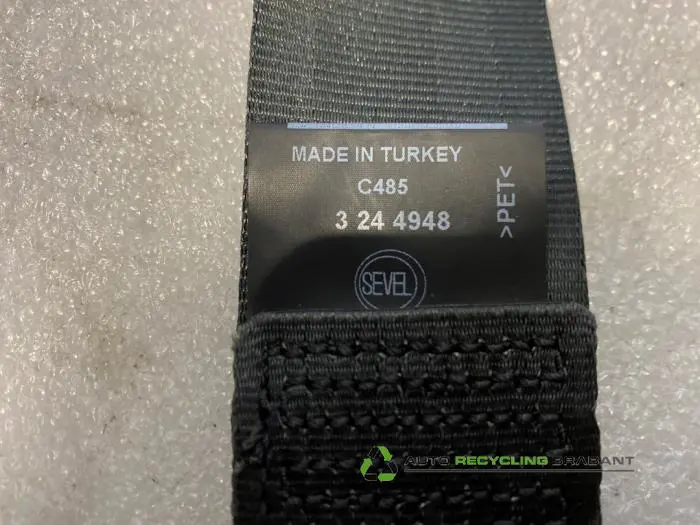 MADE IN TURKEY
C485
3 24 4948
>PET<
SEVEL
AUTO RECYCLING BRABANT